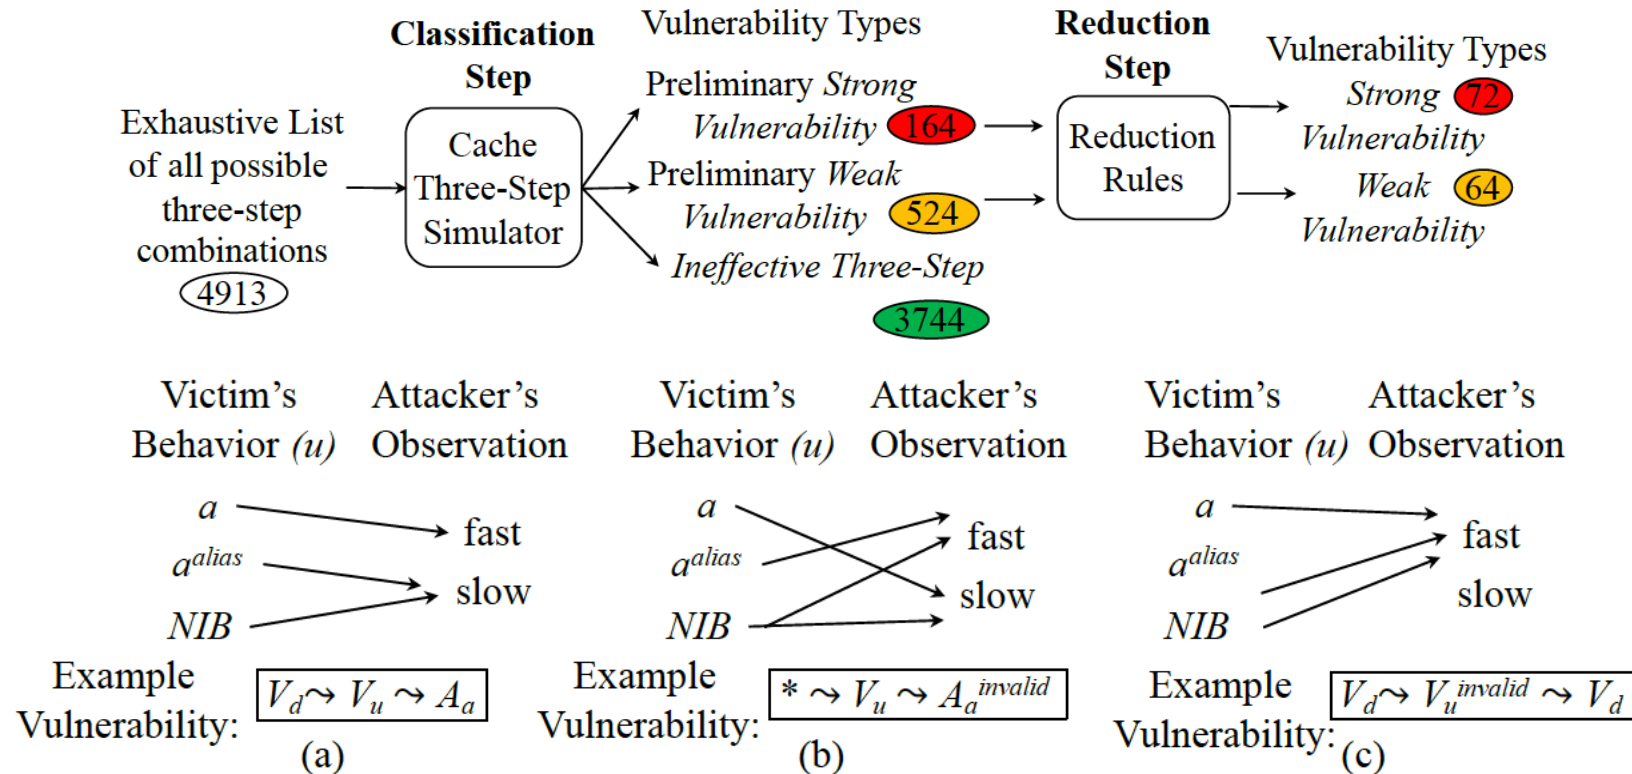 Exhaustive List
of all possible
three-step
combinations
4913
Classification
Step
Cache
Three-Step
Simulator
Vulnerability Types
Preliminary Strong
Vulnerability 164
Preliminary Weak
Vulnerability 524
Ineffective Three-Step
3744
Reduction
Step
Reduction
Rules
Vulnerability Types
Strong 72
Vulnerability
Weak 64
Vulnerability
Victim's Attacker's
Behavior (u) Observation
a
fast
a^alias
slow
NIB
Example
Vulnerability:
V_d ⤳ V_u ⤳ A_a
(a)
Victim's Attacker's
Behavior (u) Observation
a
fast
a^alias
slow
NIB
Example
Vulnerability:
* ⤳ V_u ⤳ A_a^invalid
(b)
Victim's Attacker's
Behavior (u) Observation
a
fast
a^alias
slow
NIB
Example
Vulnerability:
V_d ⤳ V_u^invalid ⤳ V_d
(c)